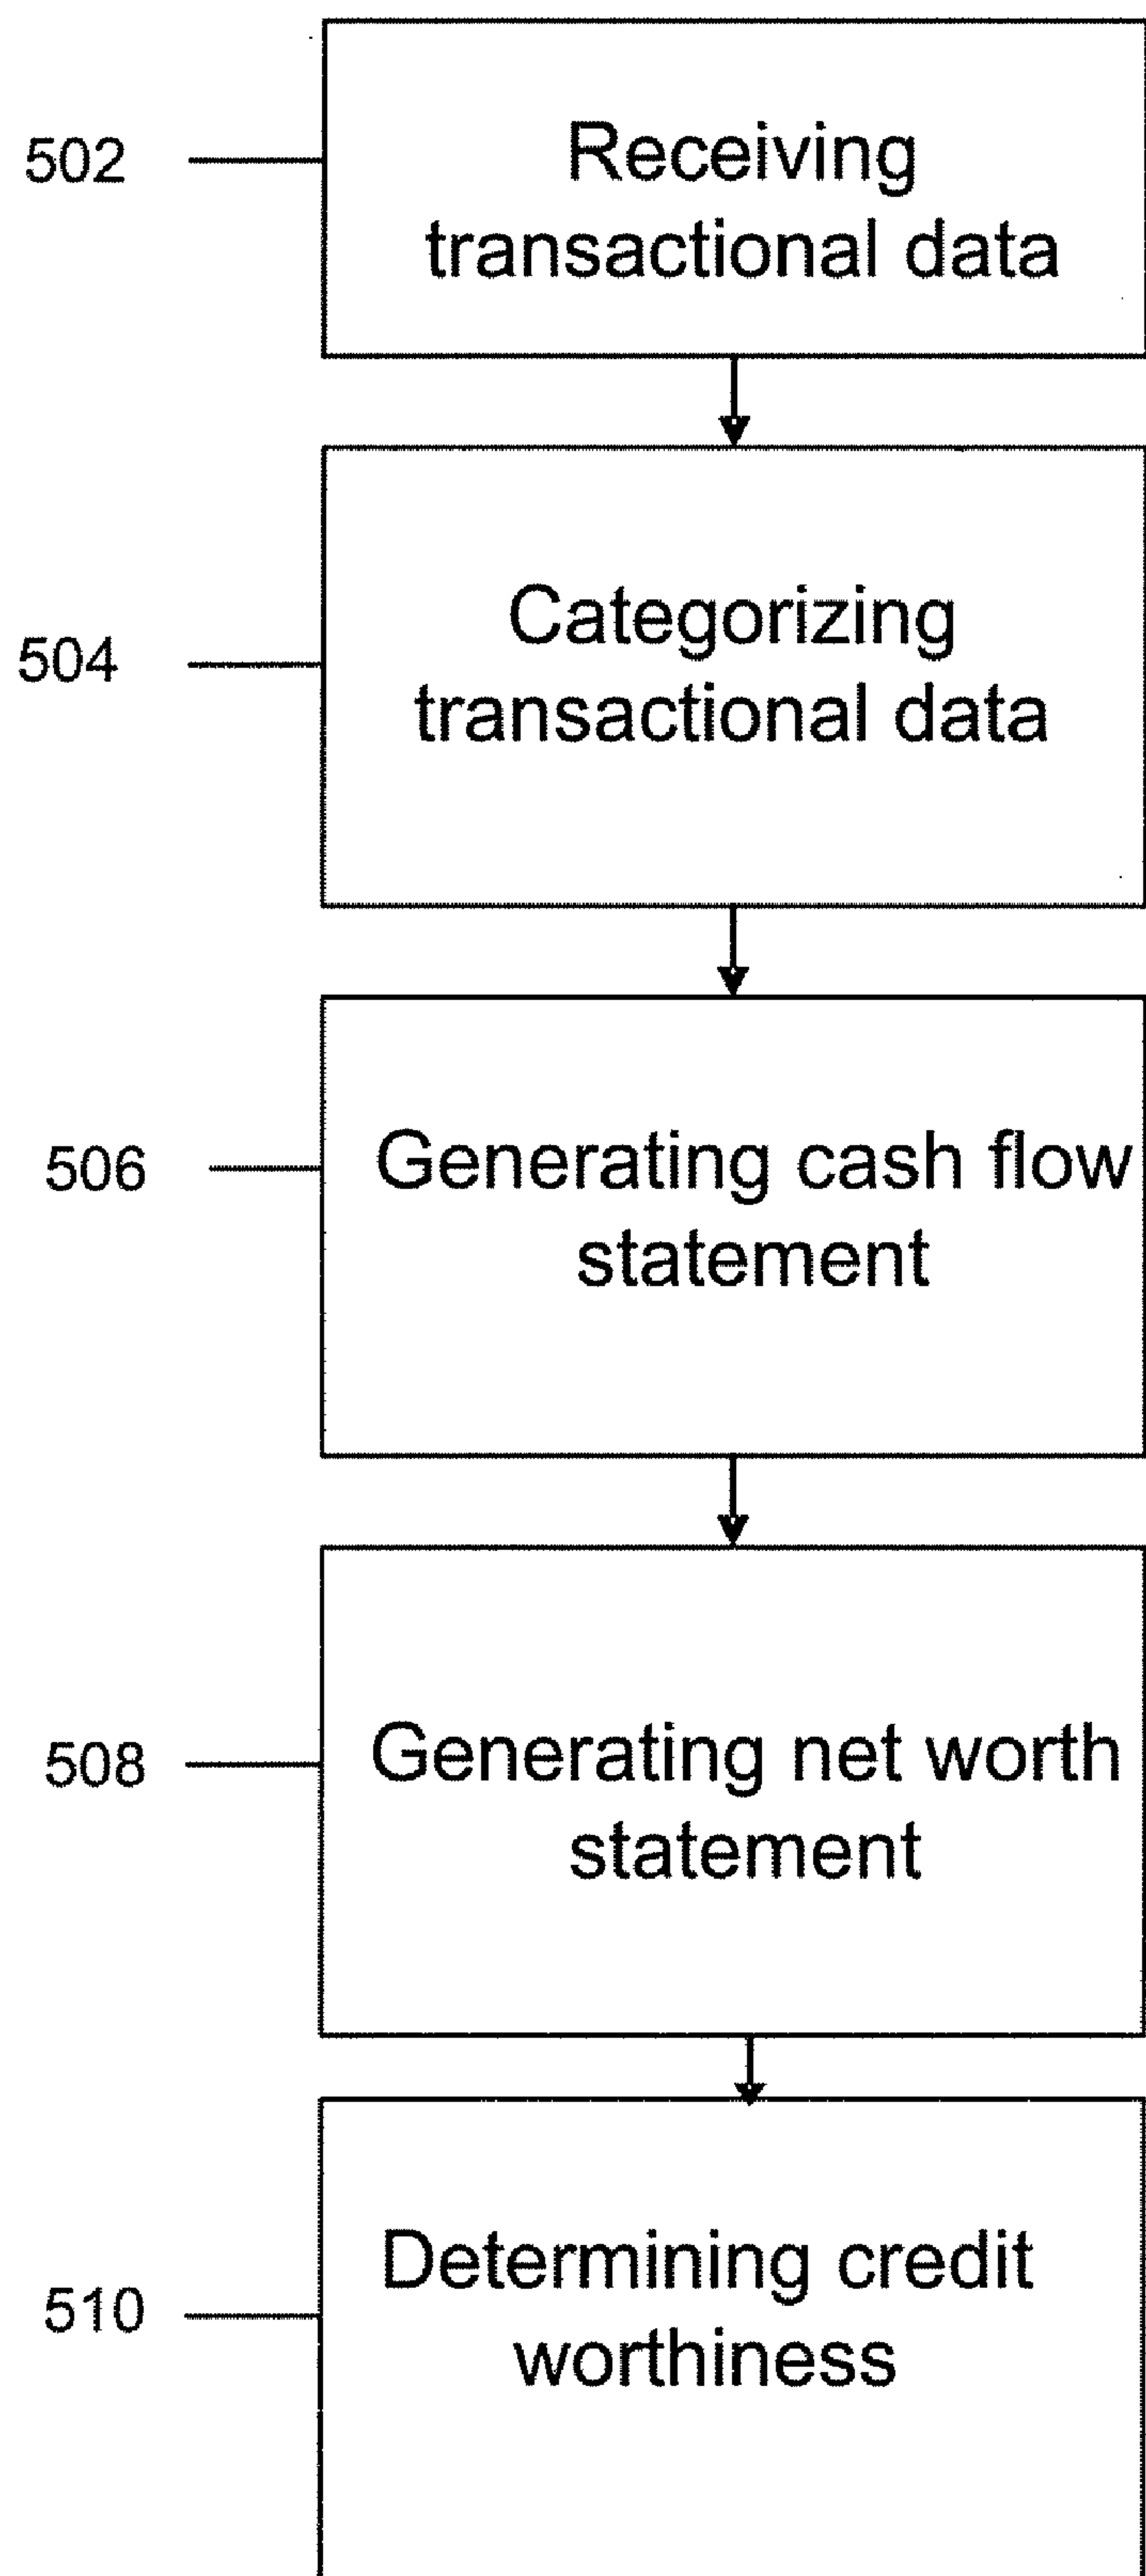 502
Receiving
transactional data
504
Categorizing
transactional data
506
Generating cash flow
statement
508
Generating net worth
statement
510
Determining credit
worthiness